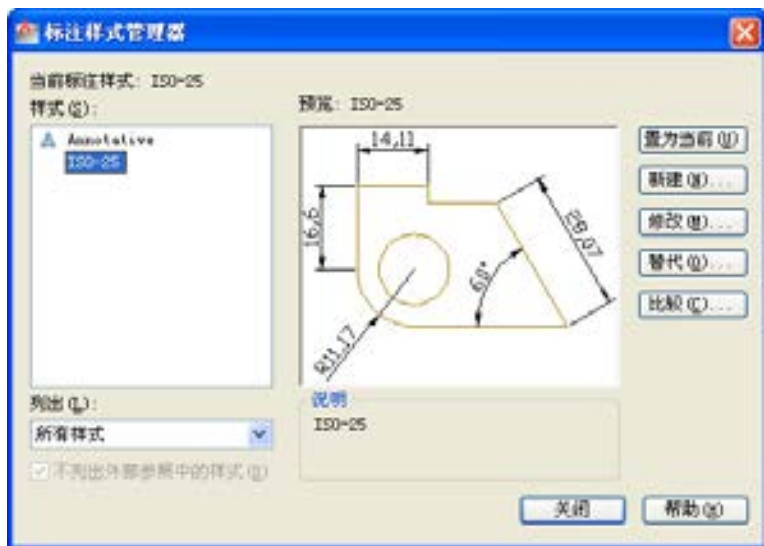 标注样式管理器
当前标注样式: ISO-25
样式(S):
Annotative
ISO-25
预览: ISO-25
14,11
16,6
28,07
60°
R11,17
置为当前(U)
新建(N)...
修改(M)...
替代(O)...
比较(C)...
列出(L):
所有样式
不列出外部参照中的样式(D)
说明
ISO-25
关闭
帮助(H)